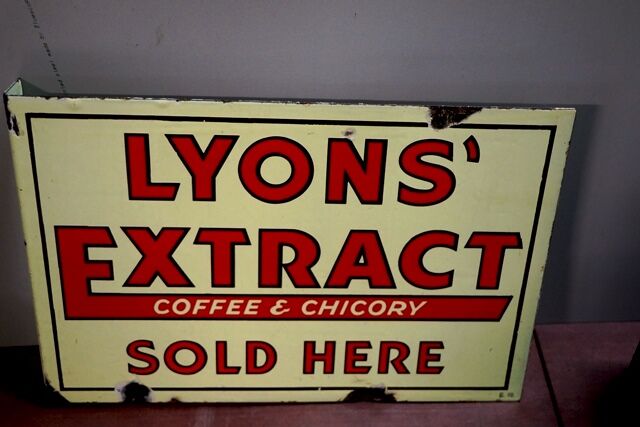 LYONS'
EXTRACT
COFFEE & CHICORY
SOLD HERE